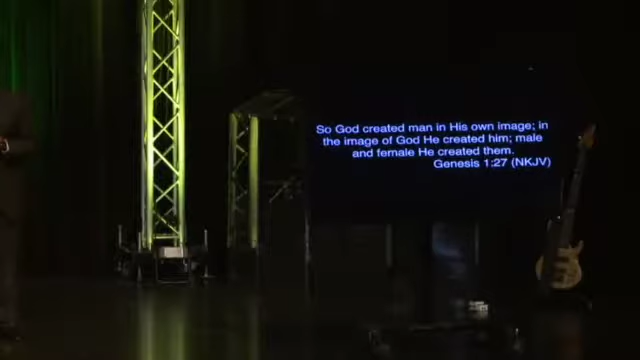 So God created man in His own image; in
the image of God He created him; male
and female He created them.
Genesis 1:27 (NKJV)